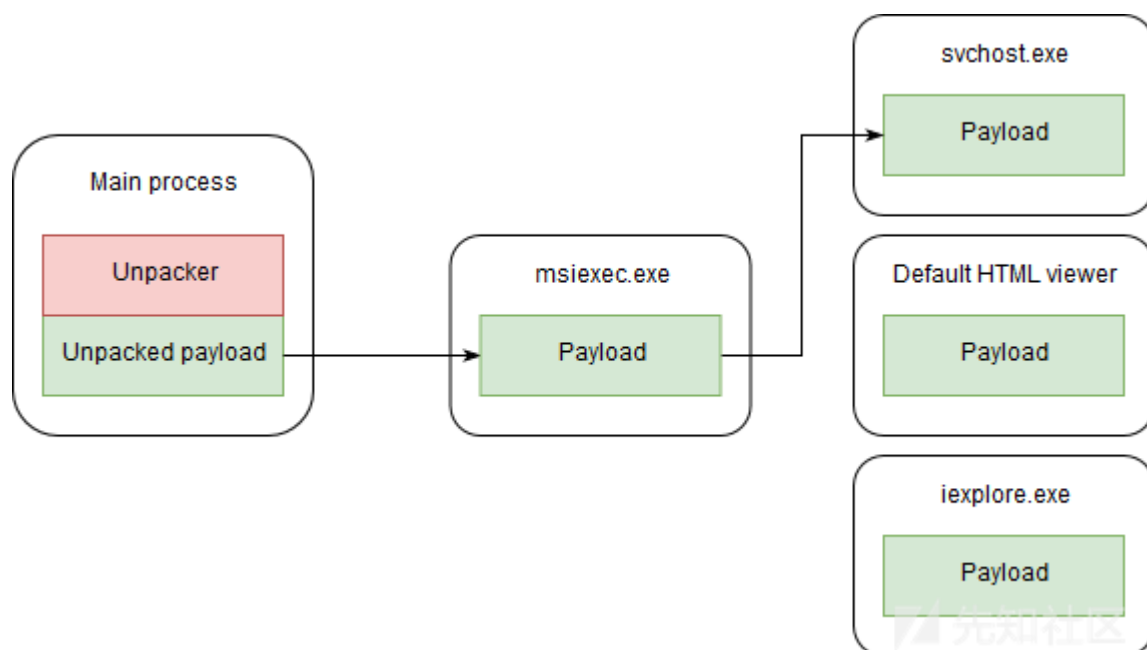 Main process
Unpacker
Unpacked payload
msiexec.exe
Payload
svchost.exe
Payload
Default HTML viewer
Payload
iexplore.exe
Payload
先知社区